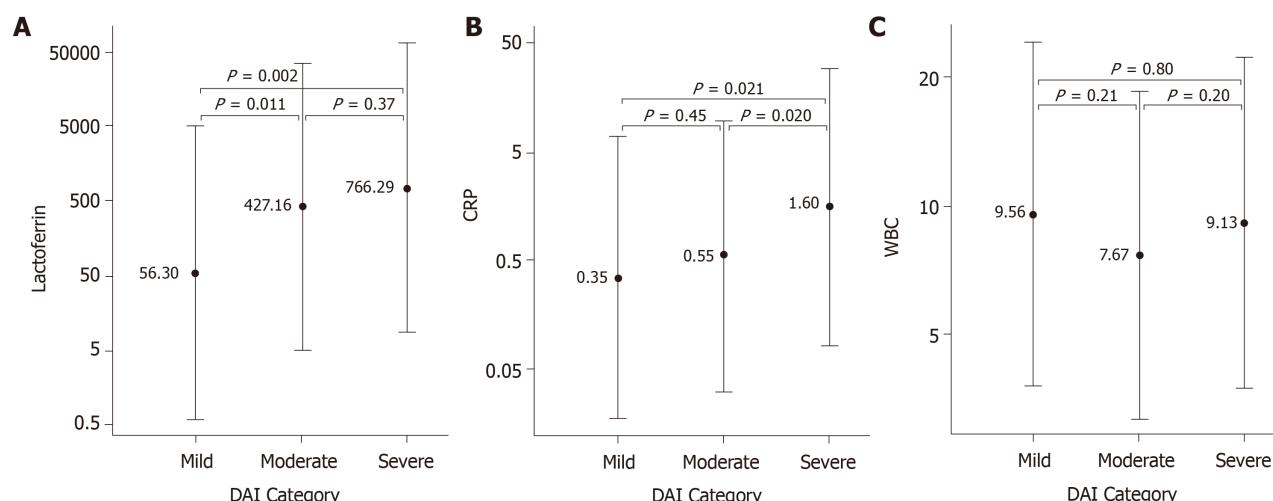 A
50000
5000
500
50
5
0.5
Lactoferrin
P = 0.002
P = 0.011
P = 0.37
56.30
427.16
766.29
Mild Moderate Severe
DAI Category
B
50
5
0.5
0.05
CRP
P = 0.021
P = 0.45
P = 0.020
0.35
0.55
1.60
Mild Moderate Severe
DAI Category
C
20
10
5
WBC
P = 0.80
P = 0.21
P = 0.20
9.56
7.67
9.13
Mild Moderate Severe
DAI Category